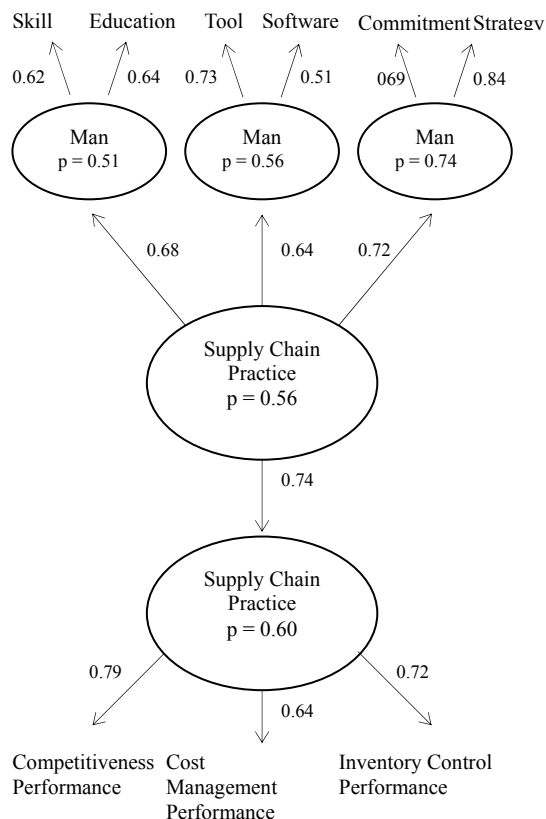 Skill Education Tool Software Commitment Strategy
0.62 0.64 0.73 0.51 069 0.84
Man Man Man
p = 0.51 p = 0.56 p = 0.74
0.68 0.64 0.72
Supply Chain
Practice
p = 0.56
0.74
Supply Chain
Practice
p = 0.60
0.79 0.72
0.64
Competitiveness Cost Inventory Control
Performance Management Performance
Performance